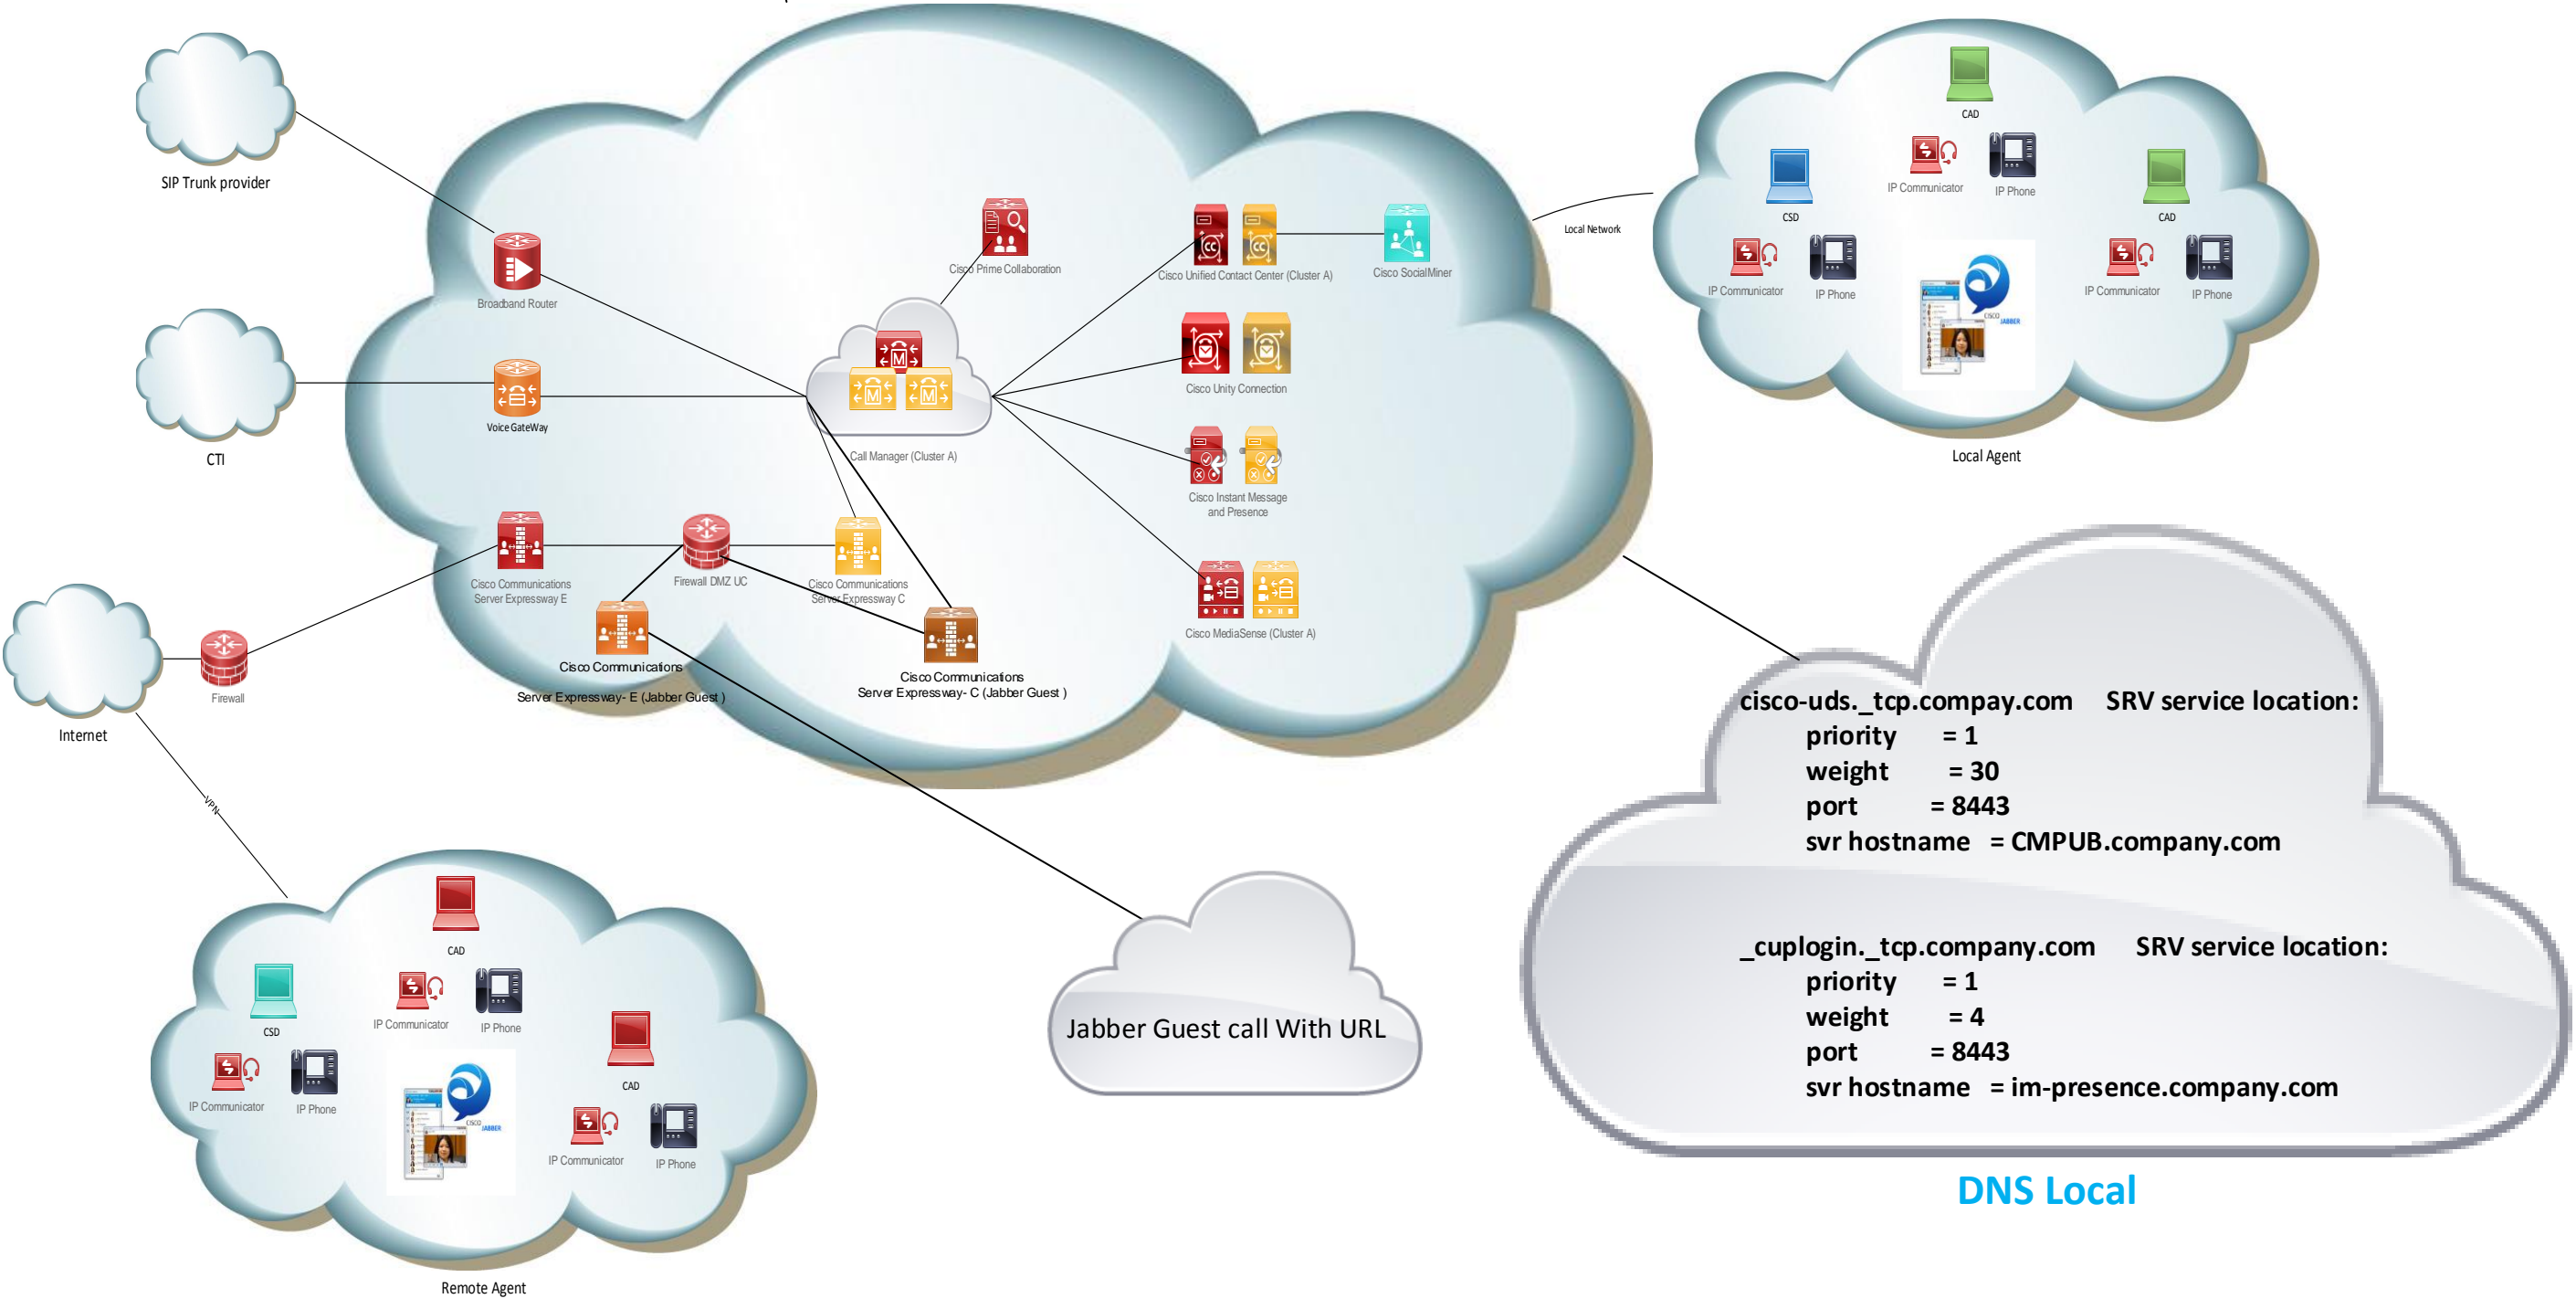 SIP Trunk provider
Broadband Router
CTI
Voice GateWay
Cisco Prime Collaboration
Call Manager (Cluster A)
Cisco Unified Contact Center (Cluster A)
Cisco SocialMiner
Cisco Unity Connection
Cisco Instant Message
and Presence
Cisco MediaSense (Cluster A)
Local Network
CAD
IP Communicator
IP Phone
CSD
IP Communicator
IP Phone
CAD
IP Communicator
IP Phone
CISCO
JABBER
Local Agent
Cisco Communications
Server Expressway E
Firewall DMZ UC
Cisco Communications
Server Expressway C
Cisco Communications
Server Expressway- E (Jabber Guest )
Cisco Communications
Server Expressway- C (Jabber Guest )
Internet
Firewall
VPN
CAD
IP Communicator
IP Phone
CSD
IP Communicator
IP Phone
CAD
IP Communicator
IP Phone
CISCO
JABBER
Remote Agent
Jabber Guest call With URL
cisco-uds._tcp.compay.com SRV service location:
priority = 1
weight = 30
port = 8443
svr hostname = CMPUB.company.com
_cuplogin._tcp.company.com SRV service location:
priority = 1
weight = 4
port = 8443
svr hostname = im-presence.company.com
DNS Local